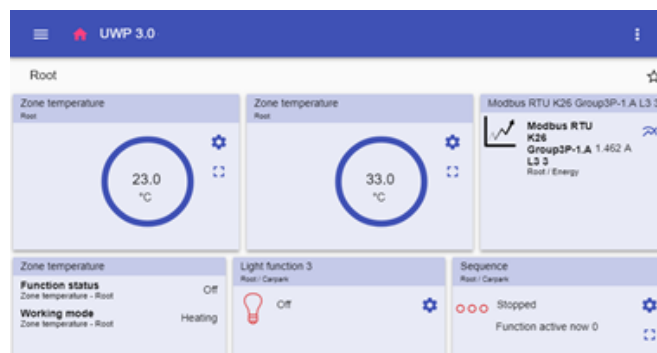 UWP 3.0
Root
Zone temperature
Root
23.0
°C
Zone temperature
Root
33.0
°C
Modbus RTU K26 Group3P-1.A L3 3
Modbus RTU
K26
Group3P-1.A 1.462 A
L3 3
Root / Energy
Zone temperature
Function status
Zone temperature - Root
Off
Working mode
Zone temperature - Root
Heating
Light function 3
Root / Carpark
Off
Sequence
Root / Carpark
Stopped
Function active now 0